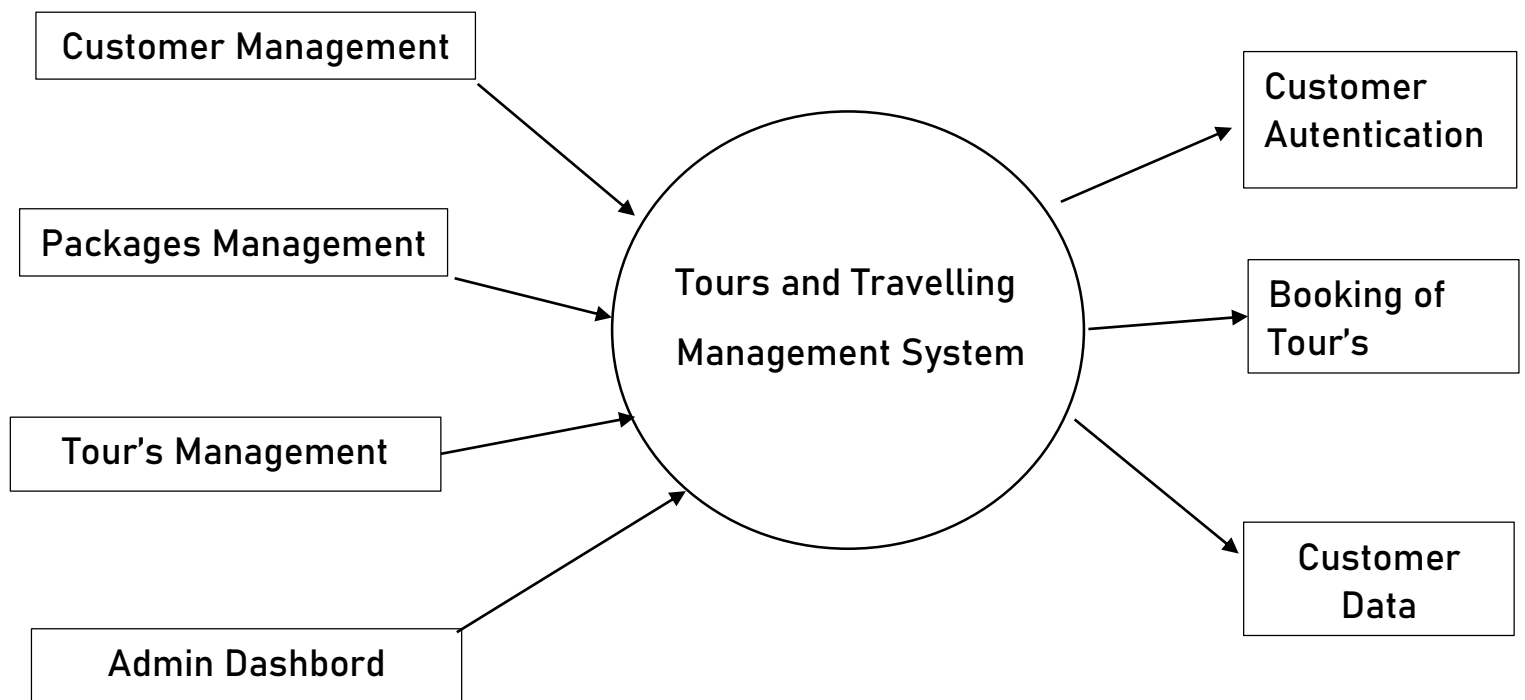 Customer Management
Packages Management
Tour’s Management
Admin Dashbord
Tours and Travelling
Management System
Customer
Autentication
Booking of
Tour's
Customer
Data